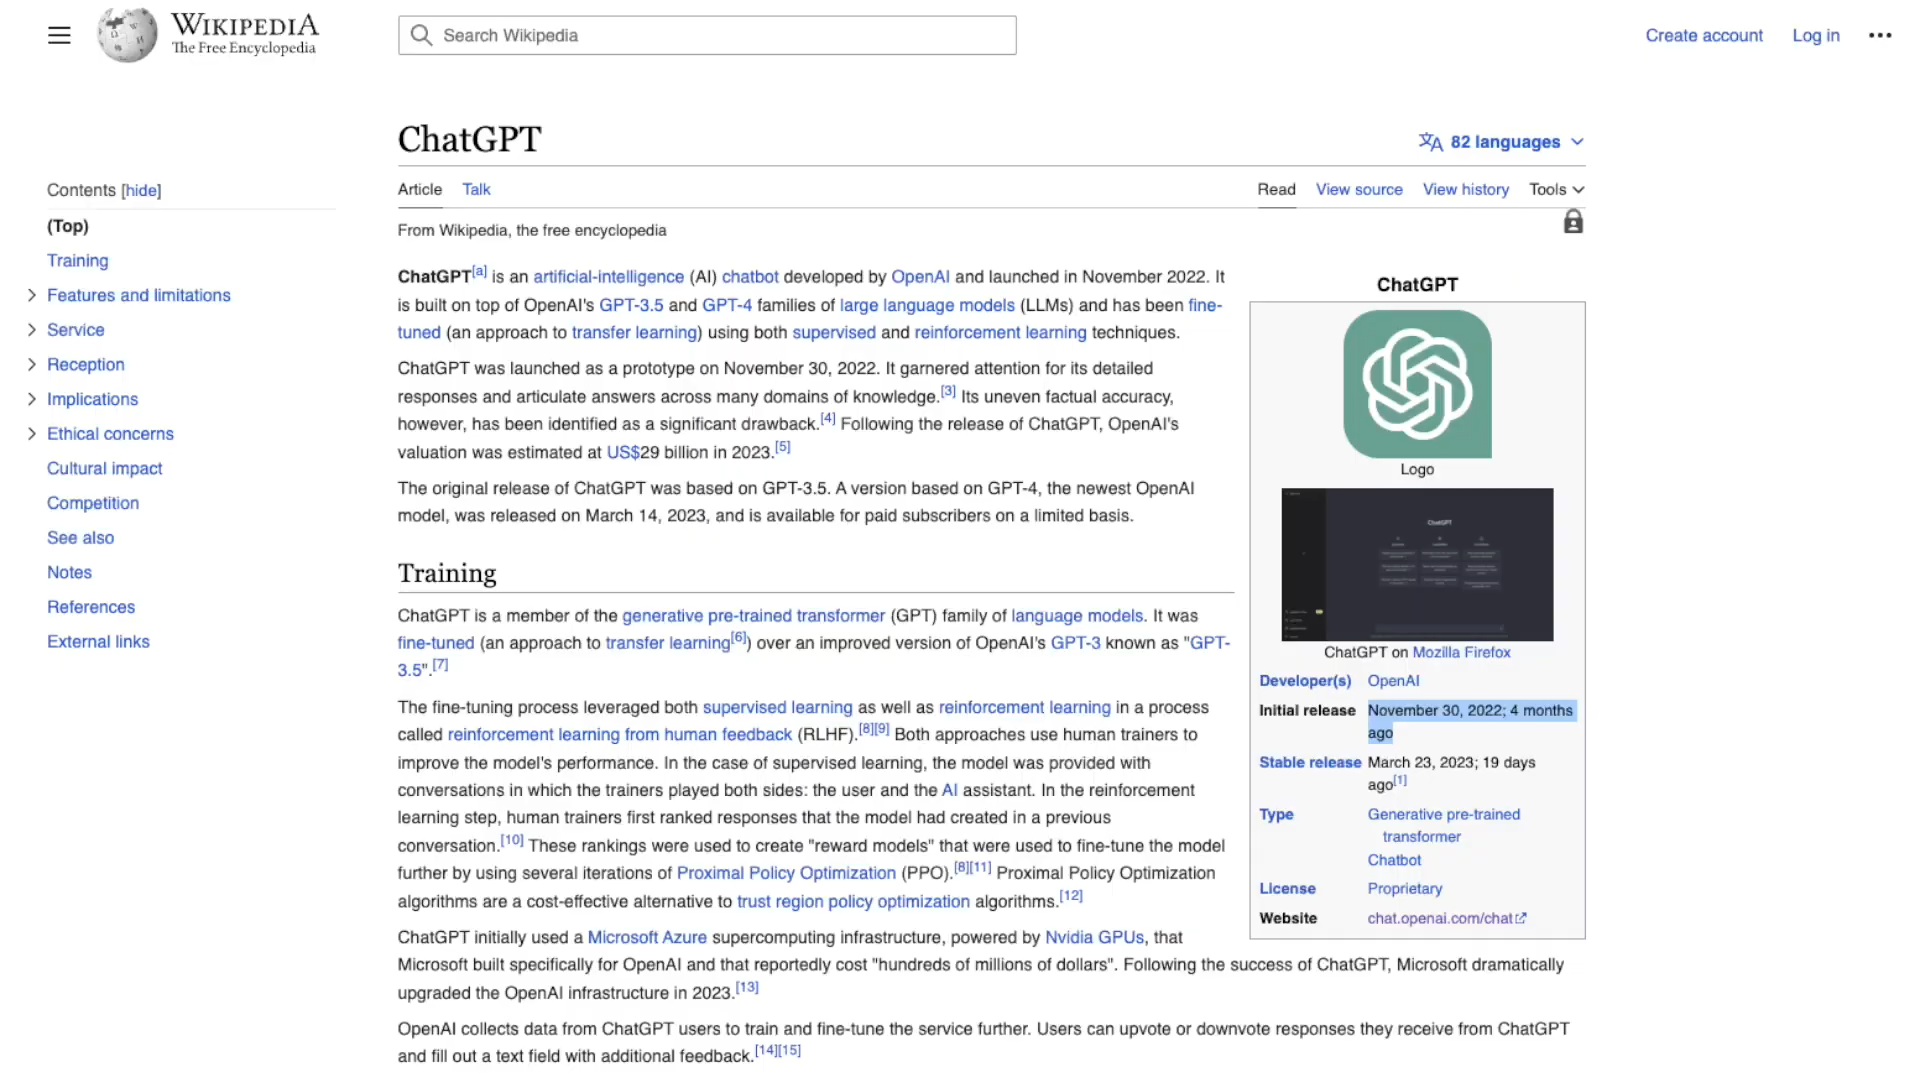 WIKIPEDIA
The Free Encyclopedia
Search Wikipedia
Create account
Log in
ChatGPT
82 languages
Contents [hide]
(Top)
Training
Features and limitations
Service
Reception
Implications
Ethical concerns
Cultural impact
Competition
See also
Notes
References
External links
Article
Talk
Read
View source
View history
Tools
From Wikipedia, the free encyclopedia
ChatGPT[a] is an artificial-intelligence (AI) chatbot developed by OpenAI and launched in November 2022. It
is built on top of OpenAI's GPT-3.5 and GPT-4 families of large language models (LLMs) and has been fine-
tuned (an approach to transfer learning) using both supervised and reinforcement learning techniques.
ChatGPT was launched as a prototype on November 30, 2022. It garnered attention for its detailed
responses and articulate answers across many domains of knowledge.[3] Its uneven factual accuracy,
however, has been identified as a significant drawback.[4] Following the release of ChatGPT, OpenAI's
valuation was estimated at US$29 billion in 2023.[5]
The original release of ChatGPT was based on GPT-3.5. A version based on GPT-4, the newest OpenAI
model, was released on March 14, 2023, and is available for paid subscribers on a limited basis.
Training
ChatGPT is a member of the generative pre-trained transformer (GPT) family of language models. It was
fine-tuned (an approach to transfer learning[6]) over an improved version of OpenAI's GPT-3 known as "GPT-
3.5".[7]
The fine-tuning process leveraged both supervised learning as well as reinforcement learning in a process
called reinforcement learning from human feedback (RLHF).[8][9] Both approaches use human trainers to
improve the model's performance. In the case of supervised learning, the model was provided with
conversations in which the trainers played both sides: the user and the AI assistant. In the reinforcement
learning step, human trainers first ranked responses that the model had created in a previous
conversation.[10] These rankings were used to create "reward models" that were used to fine-tune the model
further by using several iterations of Proximal Policy Optimization (PPO).[8][11] Proximal Policy Optimization
algorithms are a cost-effective alternative to trust region policy optimization algorithms.[12]
ChatGPT initially used a Microsoft Azure supercomputing infrastructure, powered by Nvidia GPUs, that
Microsoft built specifically for OpenAI and that reportedly cost "hundreds of millions of dollars". Following the success of ChatGPT, Microsoft dramatically
upgraded the OpenAI infrastructure in 2023.[13]
OpenAI collects data from ChatGPT users to train and fine-tune the service further. Users can upvote or downvote responses they receive from ChatGPT
and fill out a text field with additional feedback.[14][15]
ChatGPT
Logo
ChatGPT
ChatGPT on Mozilla Firefox
Developer(s) OpenAI
Initial release November 30, 2022; 4 months
ago
Stable release March 23, 2023; 19 days
ago[1]
Type Generative pre-trained
transformer
Chatbot
License Proprietary
Website chat.openai.com/chat